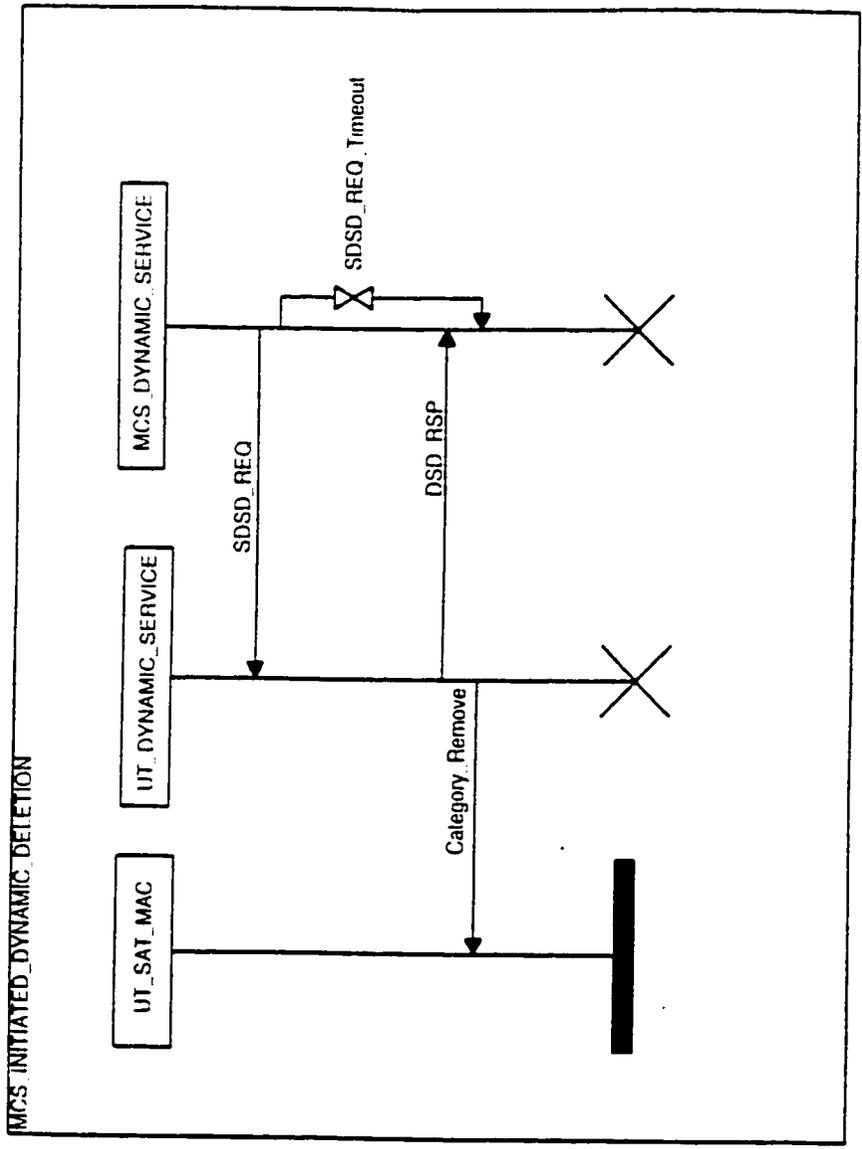 MCS_INITIATED_DYNAMIC_DELETION
UT_SAT_MAC
UT_DYNAMIC_SERVICE
MCS_DYNAMIC_SERVICE
SDSD_REQ
SDSD_REQ_Timeout
DSD_RSP
Category_Remove